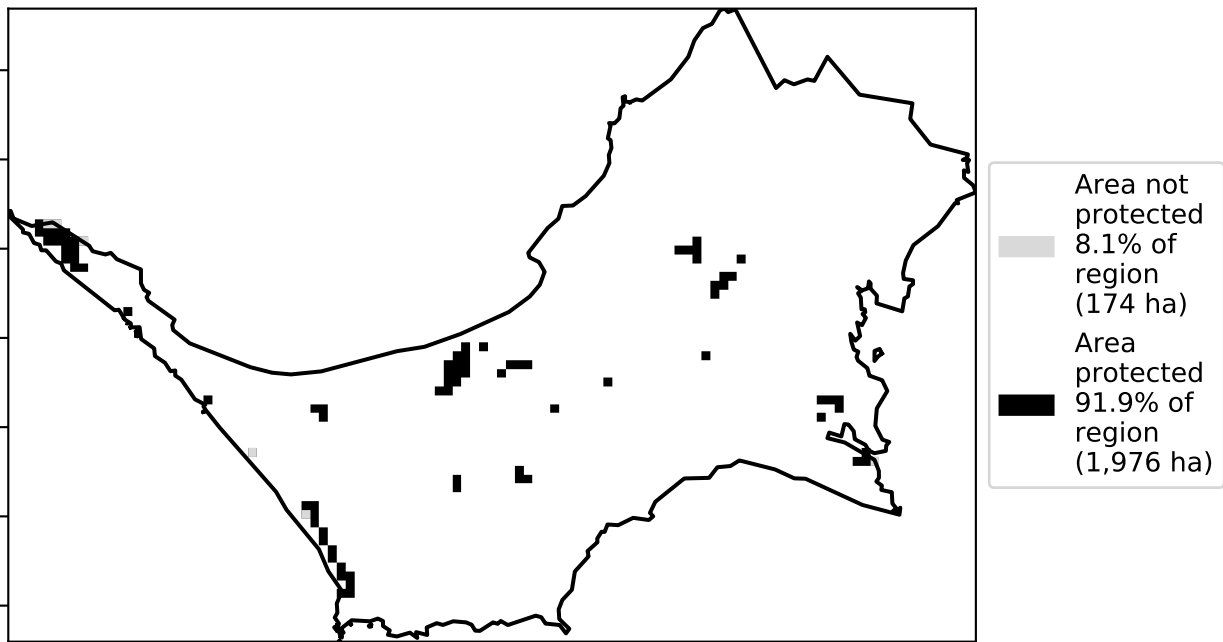 Area not
protected
8.1% of
region
(174 ha)
Area
protected
91.9% of
region
(1,976 ha)